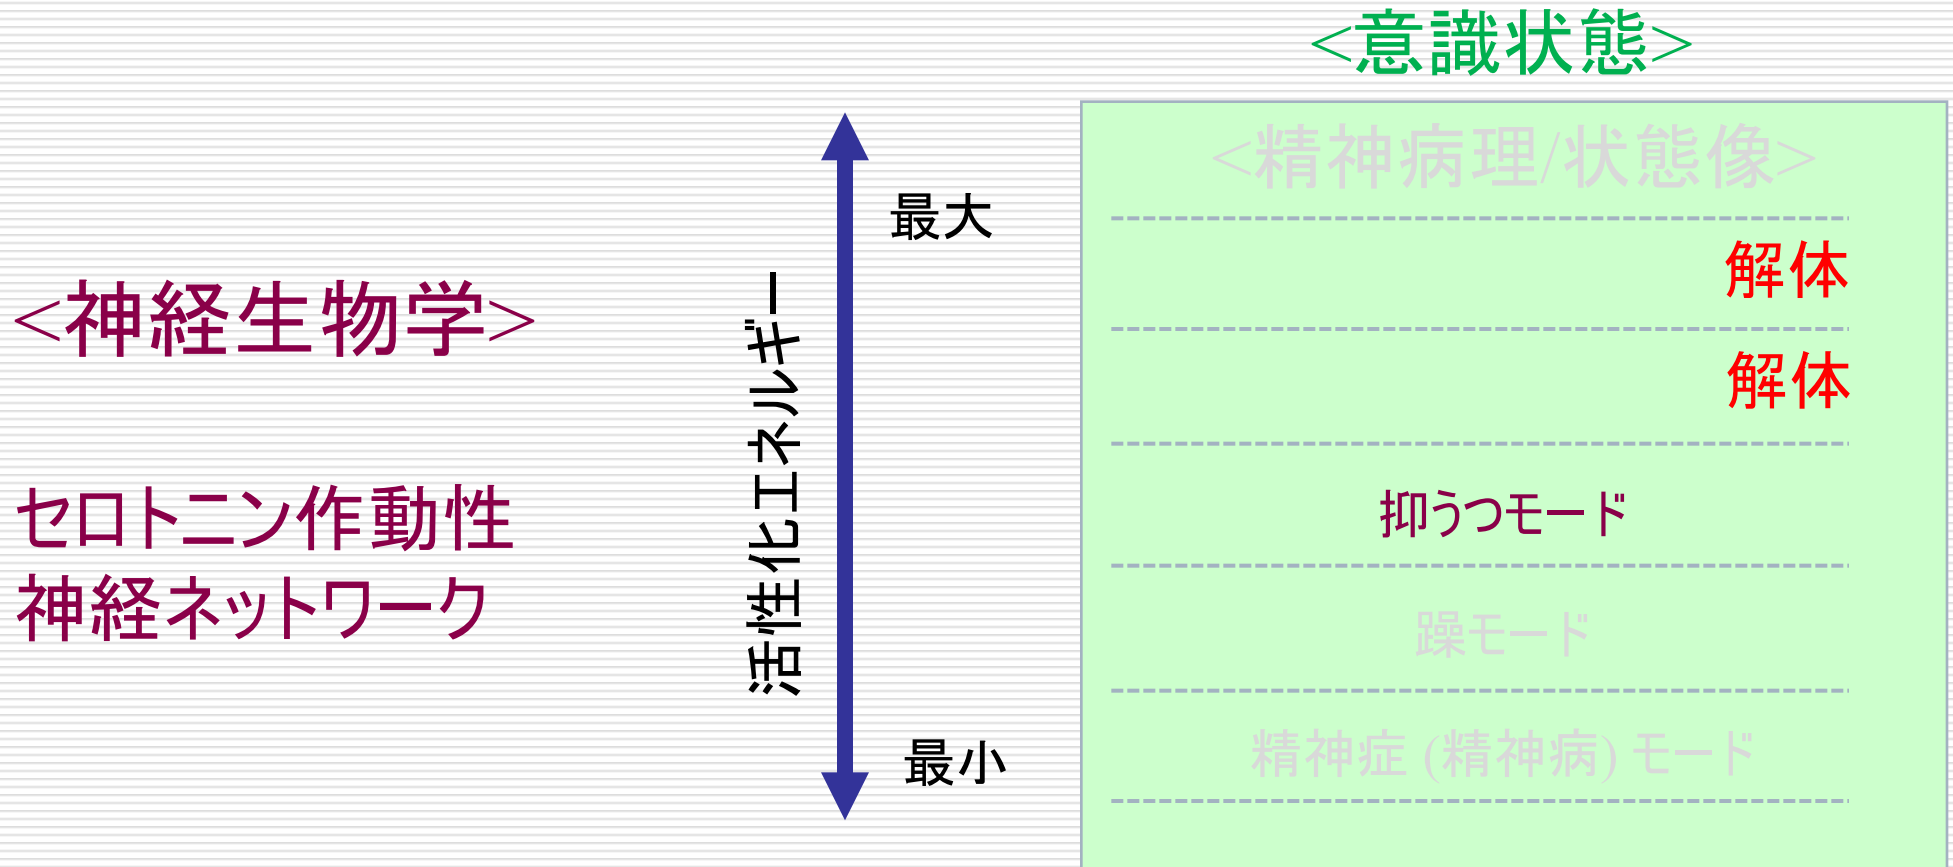 <意識状態>
<精神病理/状態像>
最大
解体
<神経生物学>
解体
活性化エネルギー
セロトニン作動性
神経ネットワーク
抑うつモード
躁モード
最小
精神症 (精神病) モード